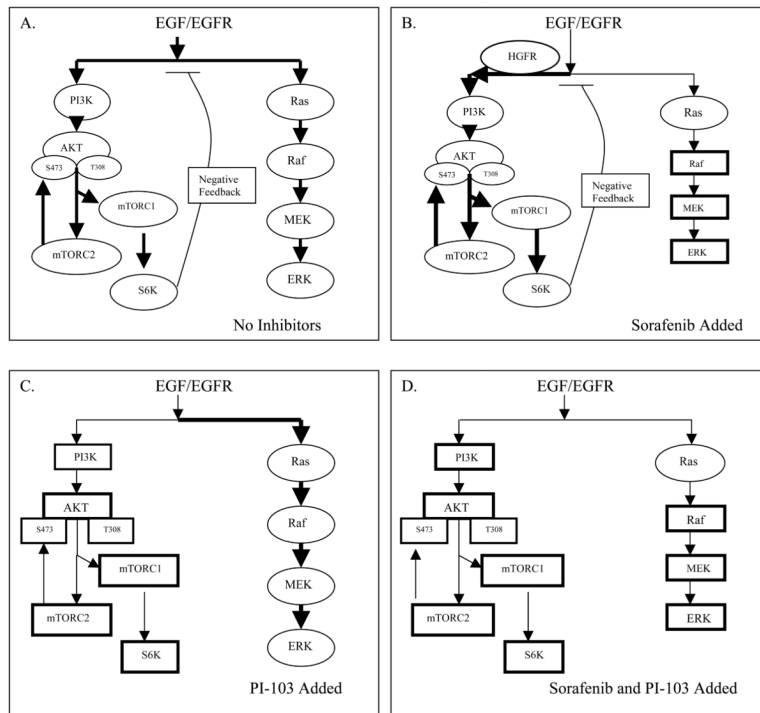 A.
EGF/EGFR
PI3K
Ras
AKT
S473
T308
Raf
Negative
Feedback
mTORC1
MEK
mTORC2
S6K
ERK
No Inhibitors
B.
EGF/EGFR
HGFR
PI3K
Ras
AKT
S473
T308
Raf
Negative
Feedback
mTORC1
MEK
mTORC2
ERK
S6K
Sorafenib Added
C.
EGF/EGFR
PI3K
Ras
AKT
S473
T308
Raf
mTORC1
MEK
mTORC2
S6K
ERK
PI-103 Added
D.
EGF/EGFR
PI3K
Ras
AKT
S473
T308
Raf
mTORC1
MEK
mTORC2
ERK
S6K
Sorafenib and PI-103 Added